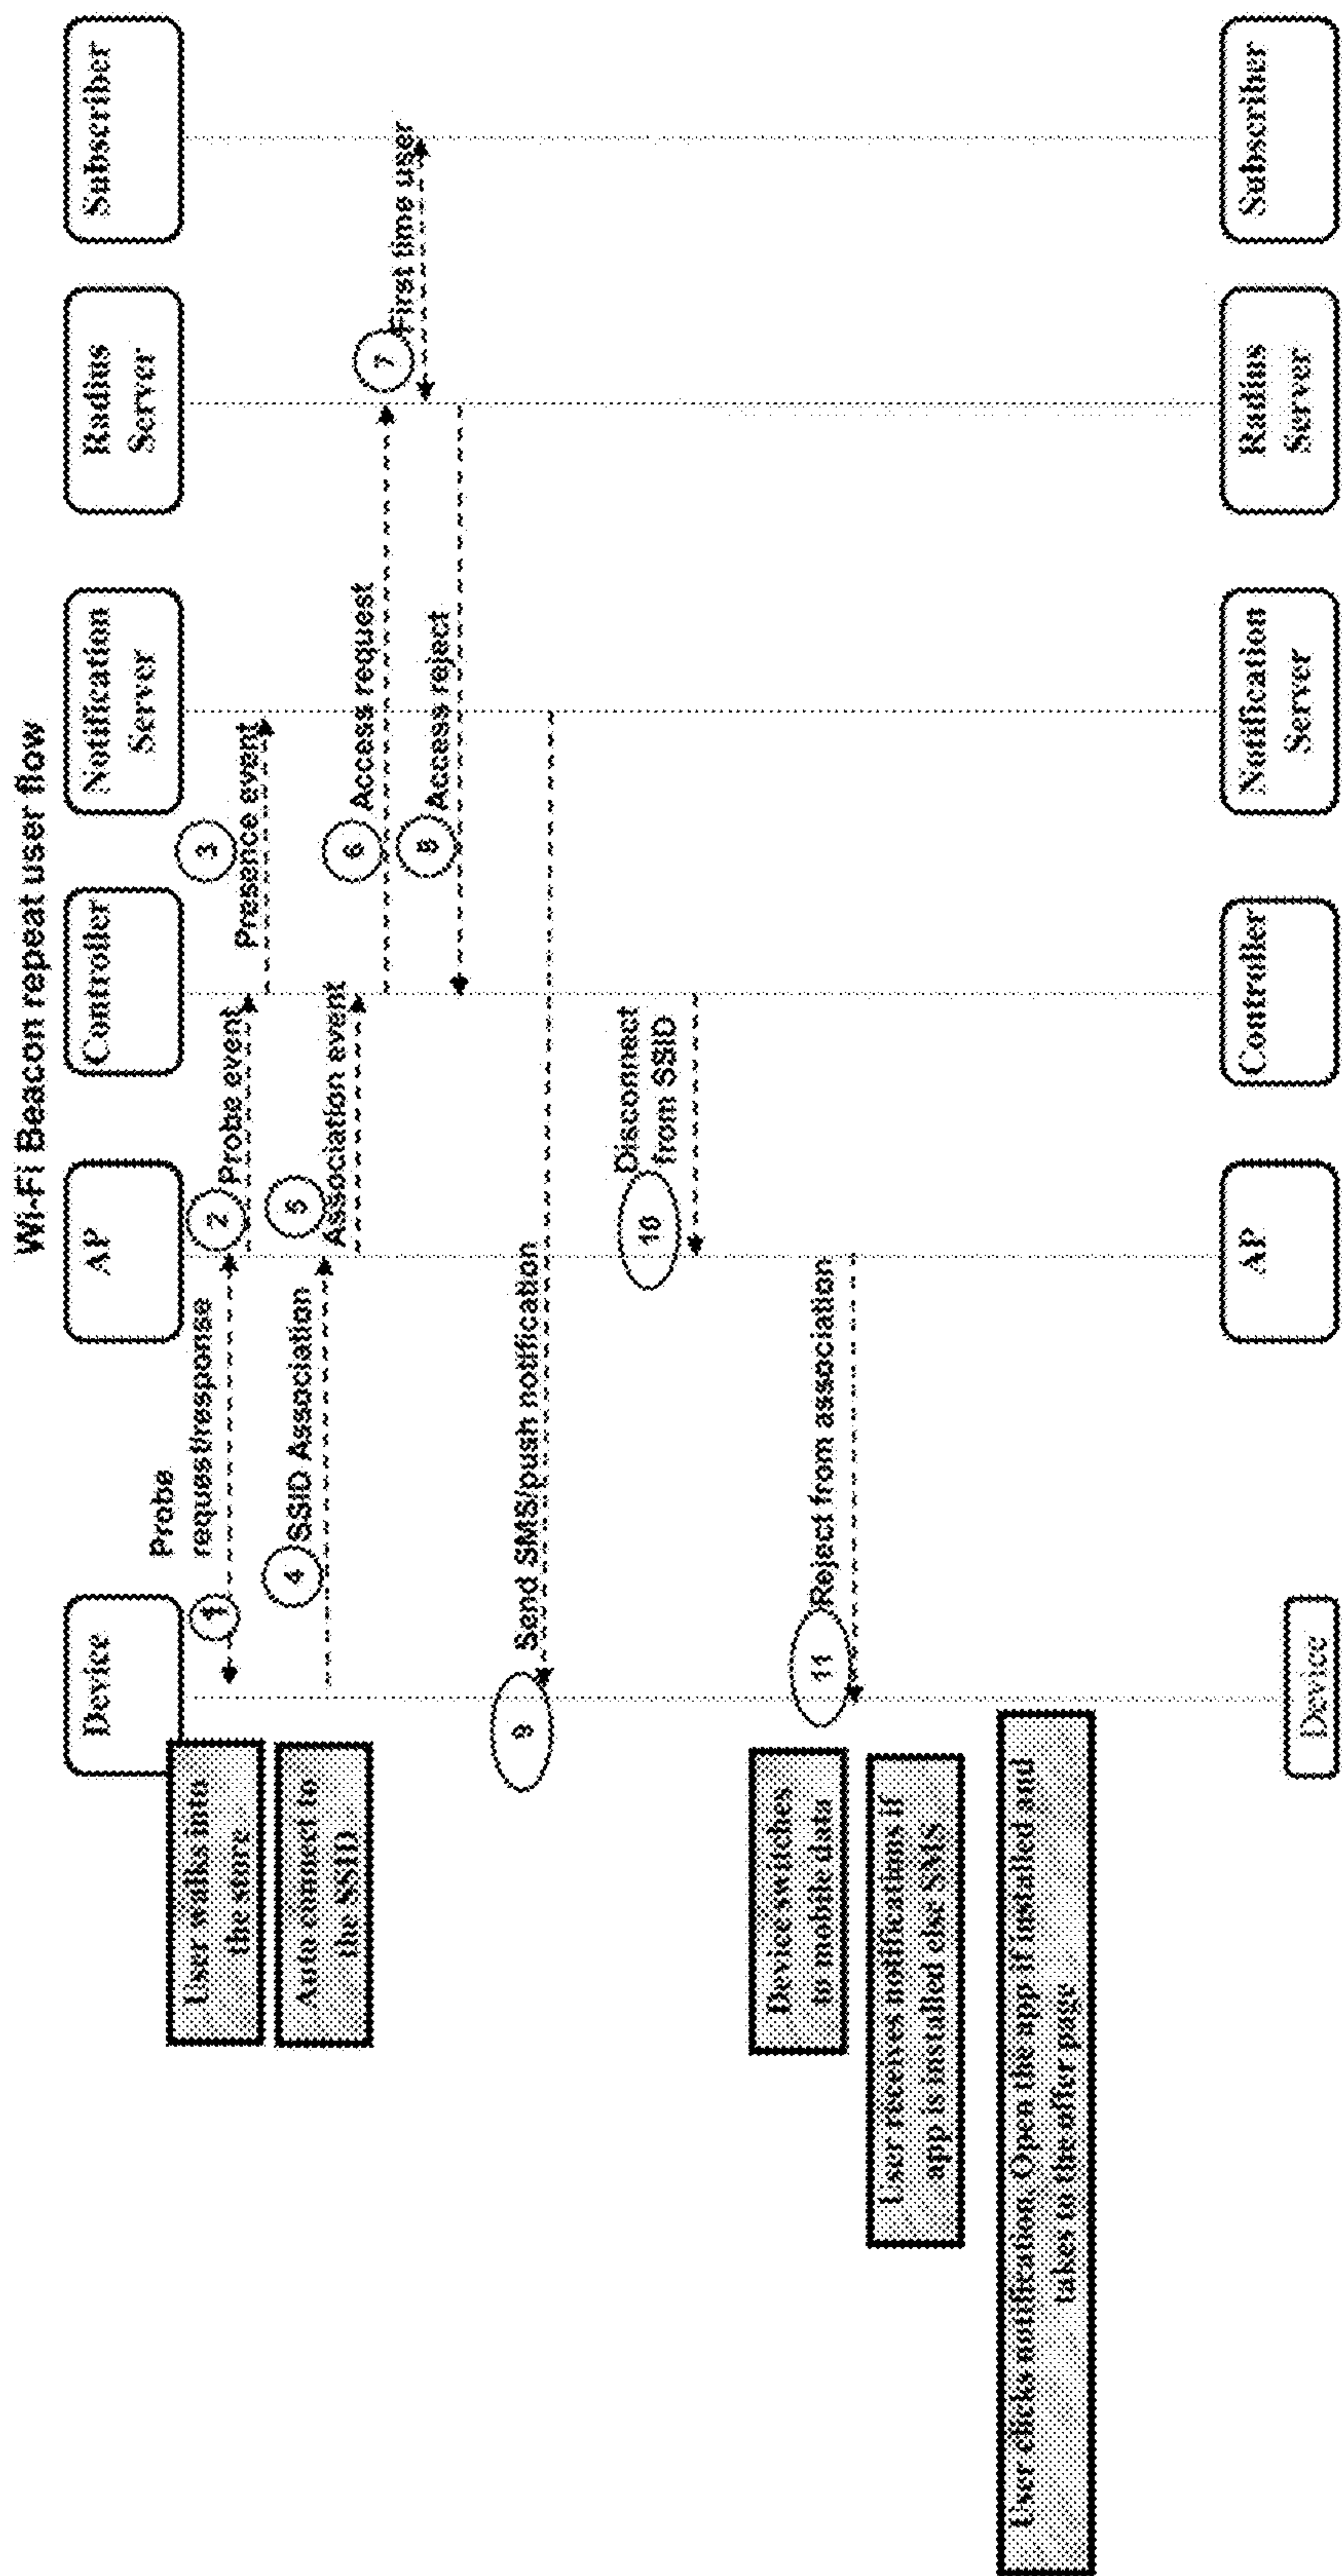 Wi-Fi Beacon repeat user flow
Device
AP
Controller
Notification
Server
Radius
Server
Subscriber
User walks into
the store
1
Probe
request/response
2
Probe event
3
Presence event
Auto connect to
the SSID
4
SSID Association
5
Association event
6
Access request
7
First time user
8
Access reject
9
Send SMS/push notification
10
Disconnect
from SSID
Device switches
to mobile data
11
Reject from association
User receives notifications if
app is installed else SMS
User clicks notification. Open the app if installed and
takes to the offer page
Device
AP
Controller
Notification
Server
Radius
Server
Subscriber